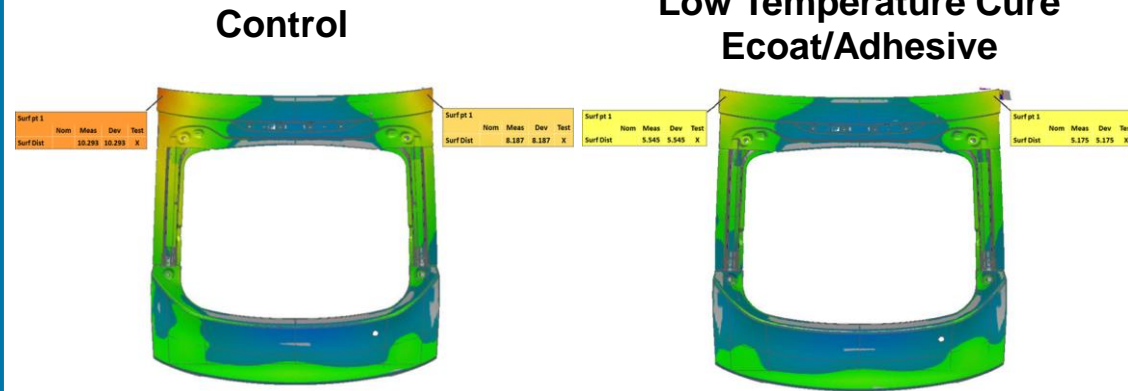 Control
Low Temperature Cure
Ecoat/Adhesive
Surf pt 1
Nom Meas Dev Test
Surf Dist 10.293 10.293 X
Surf pt 1
Nom Meas Dev Test
Surf Dist 8.187 8.187 X
Surf pt 1
Nom Meas Dev Test
Surf Dist 5.545 5.545 X
Surf pt 1
Nom Meas Dev Test
Surf Dist 5.175 5.175 X